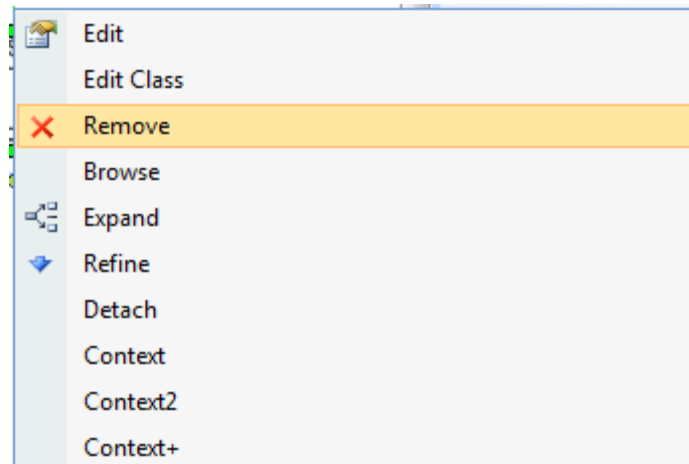 Edit
Edit Class
Remove
Browse
Expand
Refine
Detach
Context
Context2
Context+